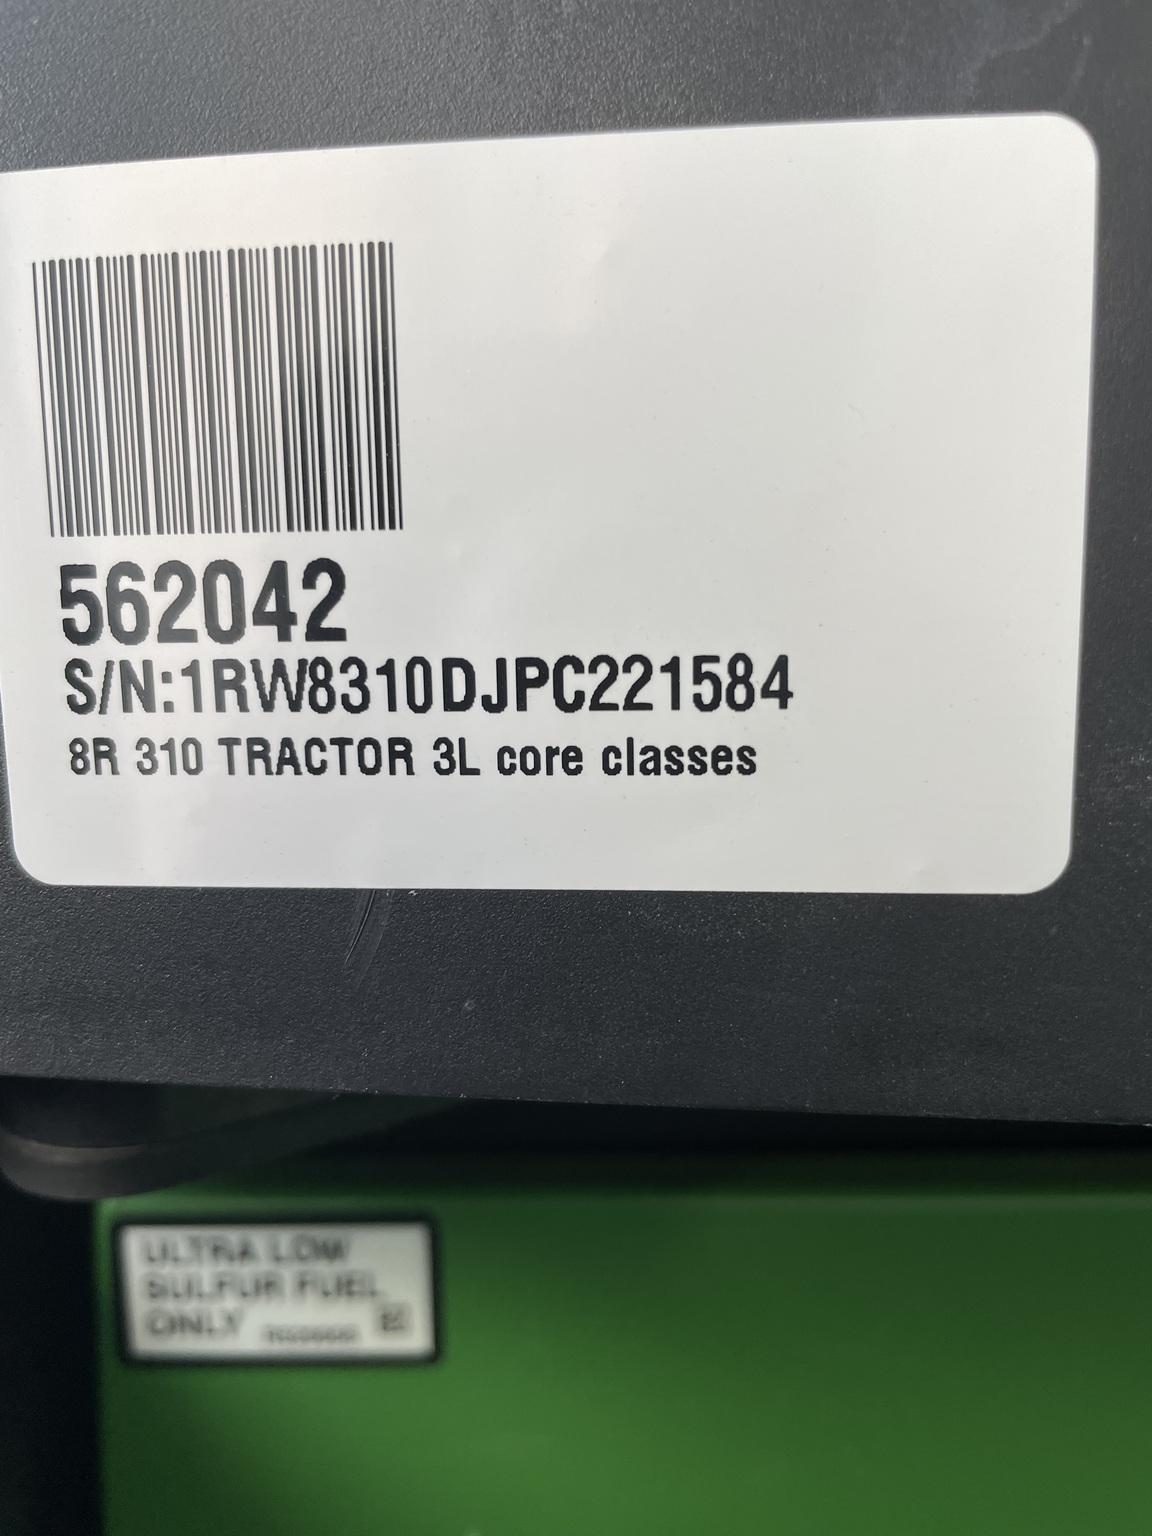 562042
S/N:1RW8310DJPC221584
8R 310 TRACTOR 3L core classes
ULTRA LOW
SULFUR FUEL
ONLY